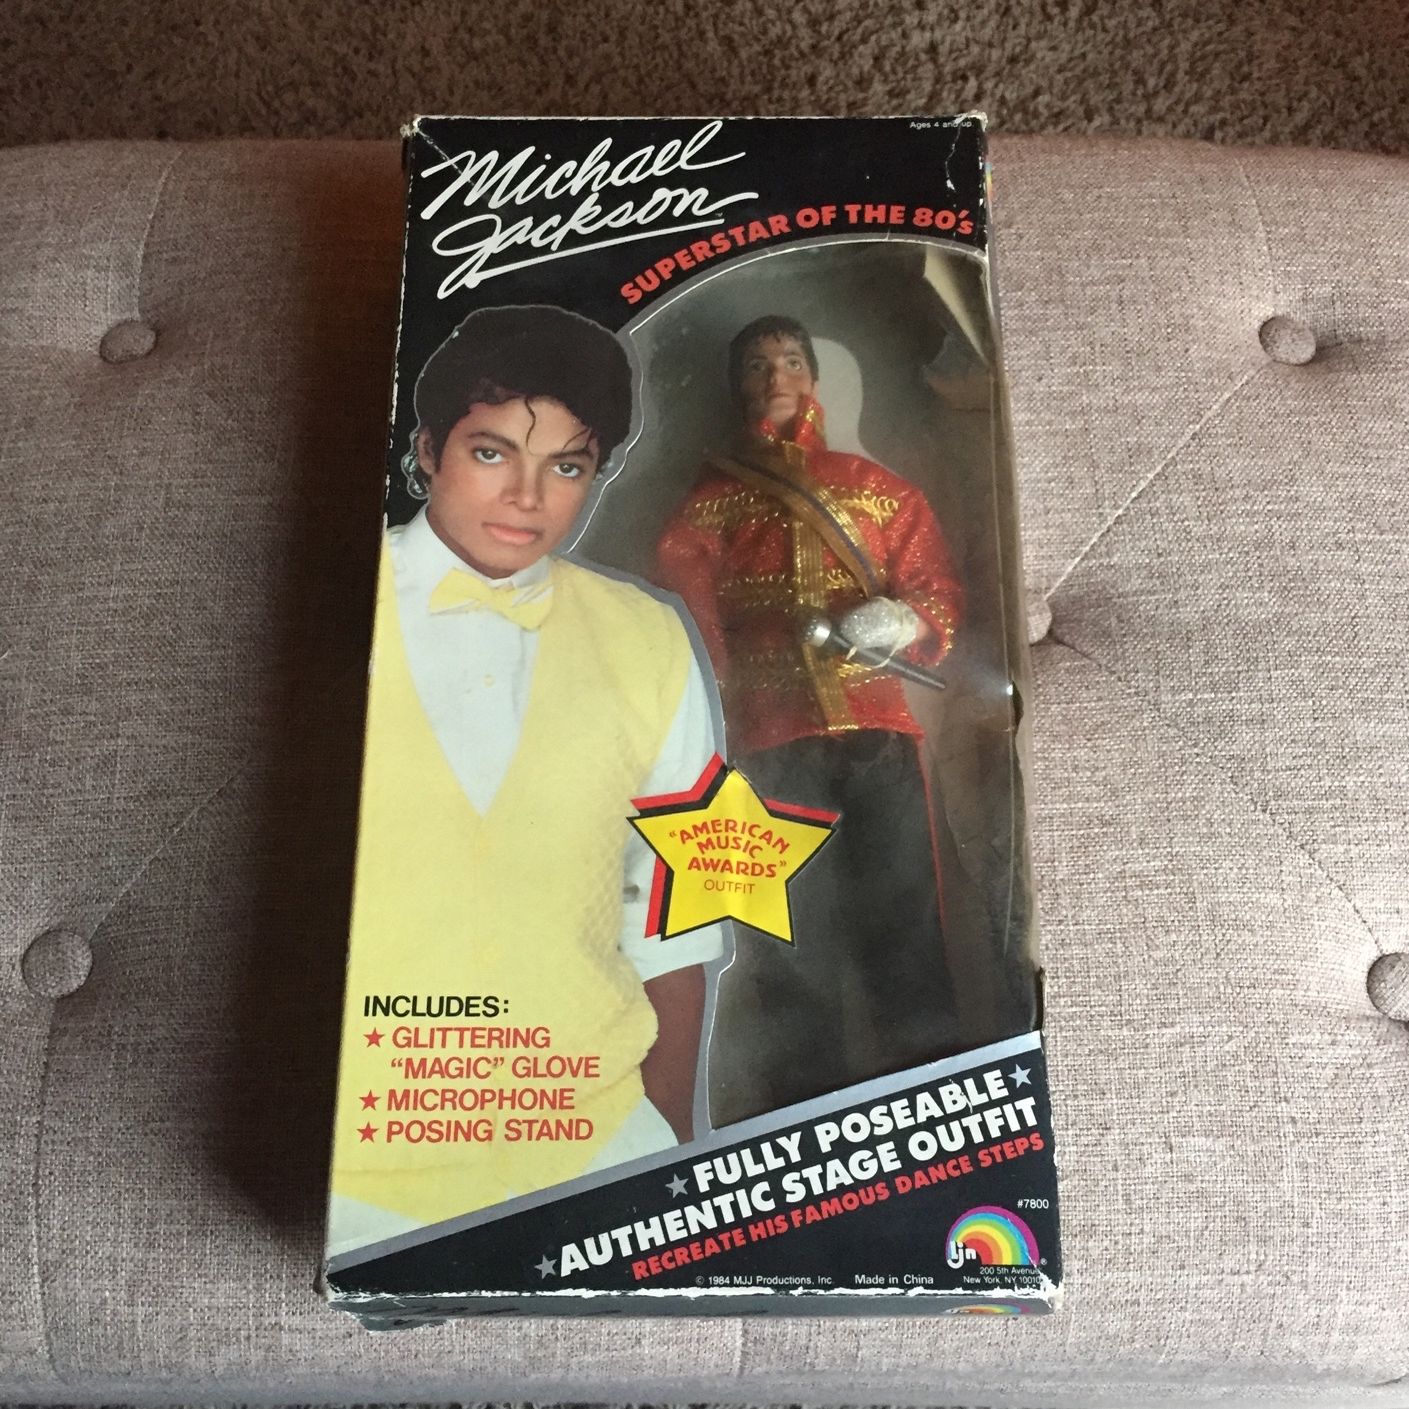 Ages 4 and up.
Michael
Jackson™
SUPERSTAR OF THE 80's
"AMERICAN
MUSIC
AWARDS"
OUTFIT
INCLUDES:
★ GLITTERING
"MAGIC" GLOVE
★ MICROPHONE
★ POSING STAND
★ FULLY POSEABLE ★
★ AUTHENTIC STAGE OUTFIT
RECREATE HIS FAMOUS DANCE STEPS
#7800
ljn®
200 5th Avenue
New York, NY 10010
© 1984 MJJ Productions, Inc. Made in China